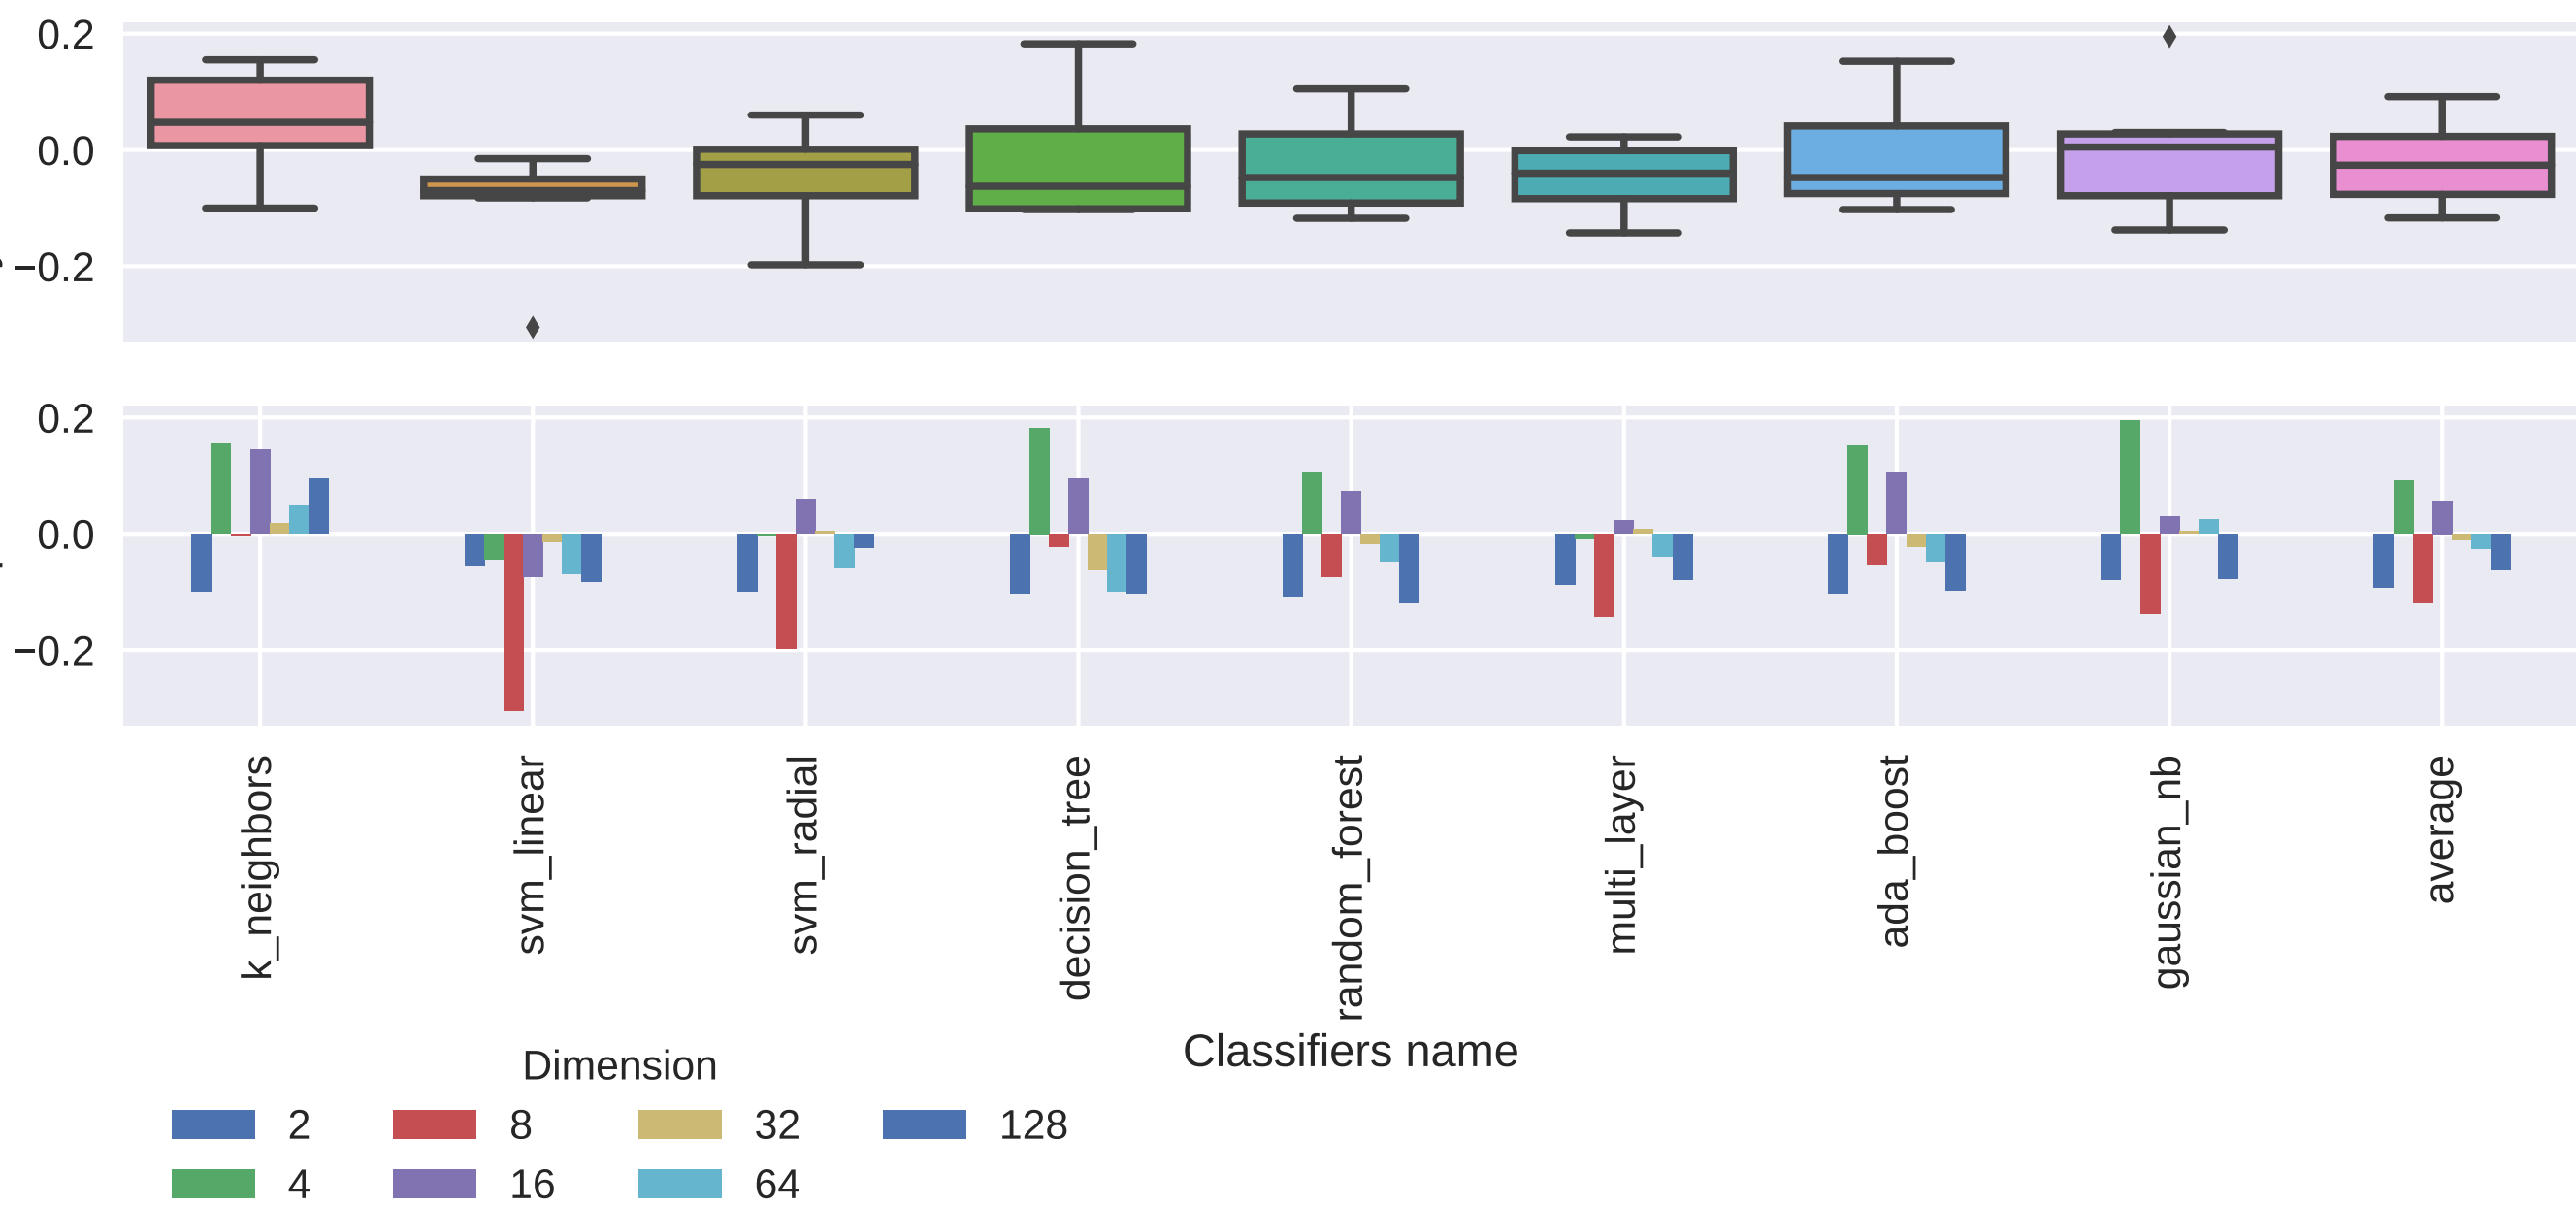 0.2
0.0
−0.2
0.2
0.0
−0.2
k_neighbors
svm_linear
svm_radial
decision_tree
random_forest
multi_layer
ada_boost
gaussian_nb
average
Classifiers name
Dimension
2 8 32 128
4 16 64